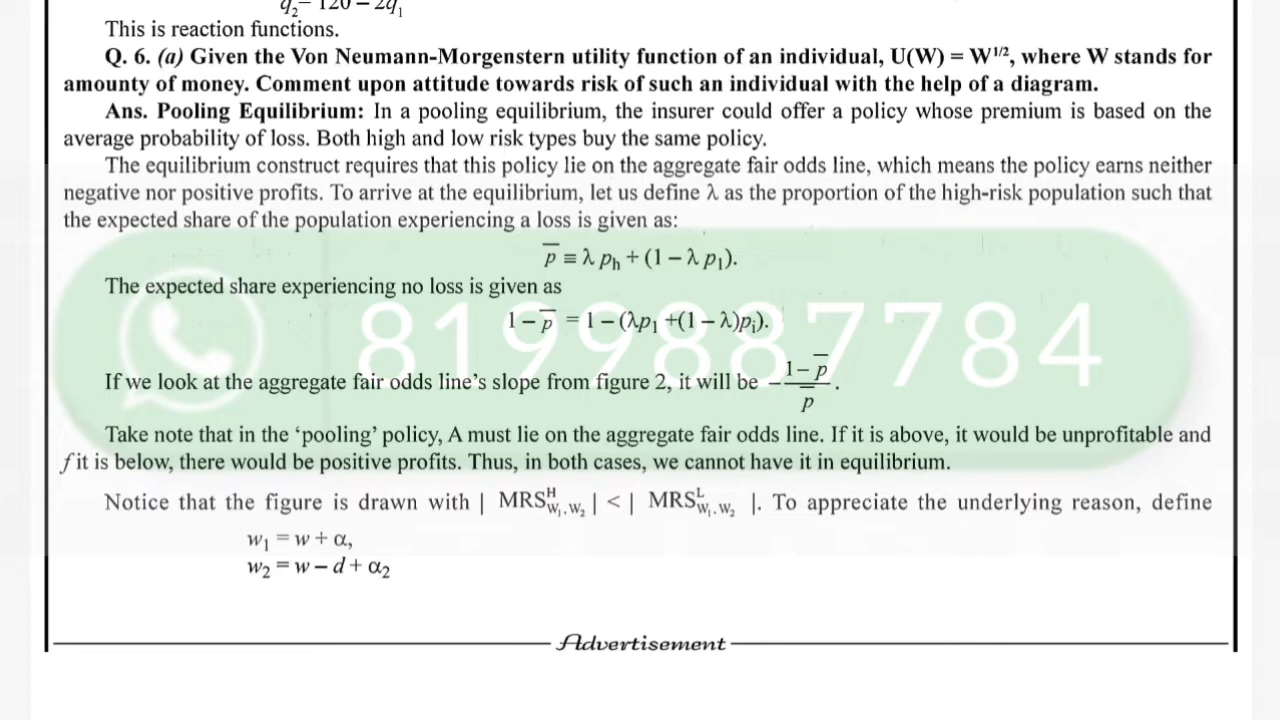 q₂ = 120 – 2q₁
This is reaction functions.
Q. 6. (a) Given the Von Neumann-Morgenstern utility function of an individual, U(W) = W¹/², where W stands for
amounty of money. Comment upon attitude towards risk of such an individual with the help of a diagram.
Ans. Pooling Equilibrium: In a pooling equilibrium, the insurer could offer a policy whose premium is based on the
average probability of loss. Both high and low risk types buy the same policy.
The equilibrium construct requires that this policy lie on the aggregate fair odds line, which means the policy earns neither
negative nor positive profits. To arrive at the equilibrium, let us define λ as the proportion of the high-risk population such that
the expected share of the population experiencing a loss is given as:
p̅ ≡ λ pₕ + (1 – λ p₁).
The expected share experiencing no loss is given as
1 – p̅ = 1 – (λp₁ +(1 – λ)pᵢ).
If we look at the aggregate fair odds line's slope from figure 2, it will be – (1 – p̅)/p̅ .
Take note that in the 'pooling' policy, A must lie on the aggregate fair odds line. If it is above, it would be unprofitable and
f it is below, there would be positive profits. Thus, in both cases, we cannot have it in equilibrium.
Notice that the figure is drawn with | MRS^H_w₁.w₂ | < | MRS^L_w₁.w₂ |. To appreciate the underlying reason, define
w₁ = w + α,
w₂ = w – d + α₂
8199887784
Advertisement